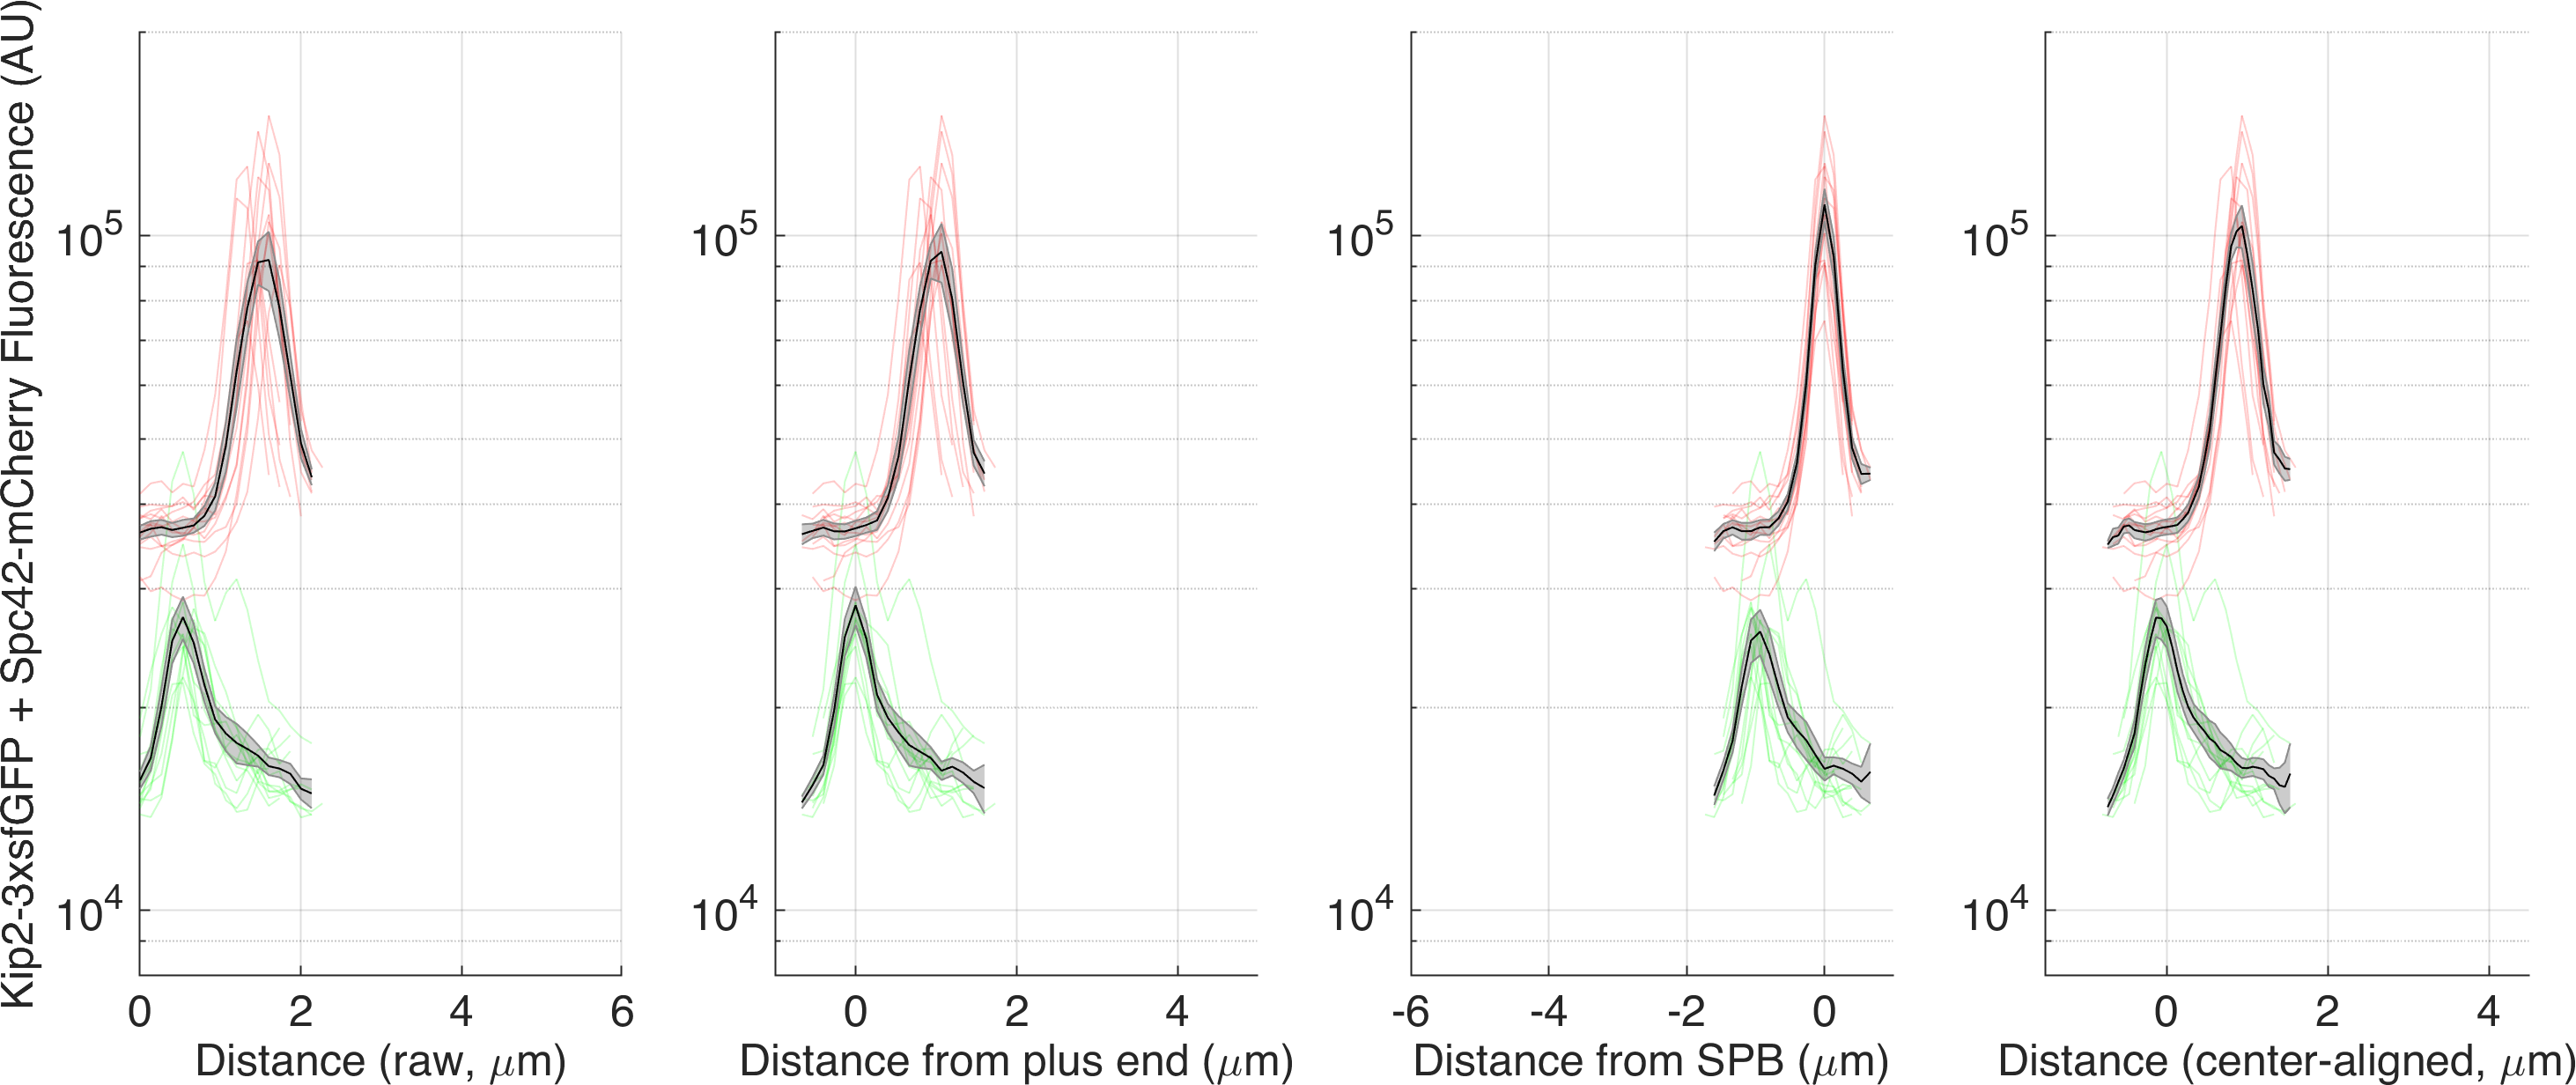 Kip2-3xsfGFP + Spc42-mCherry Fluorescence (AU)
10^5
10^4
0 2 4 6
Distance (raw, μm)
10^5
10^4
0 2 4
Distance from plus end (μm)
10^5
10^4
-6 -4 -2 0
Distance from SPB (μm)
10^5
10^4
0 2 4
Distance (center-aligned, μm)